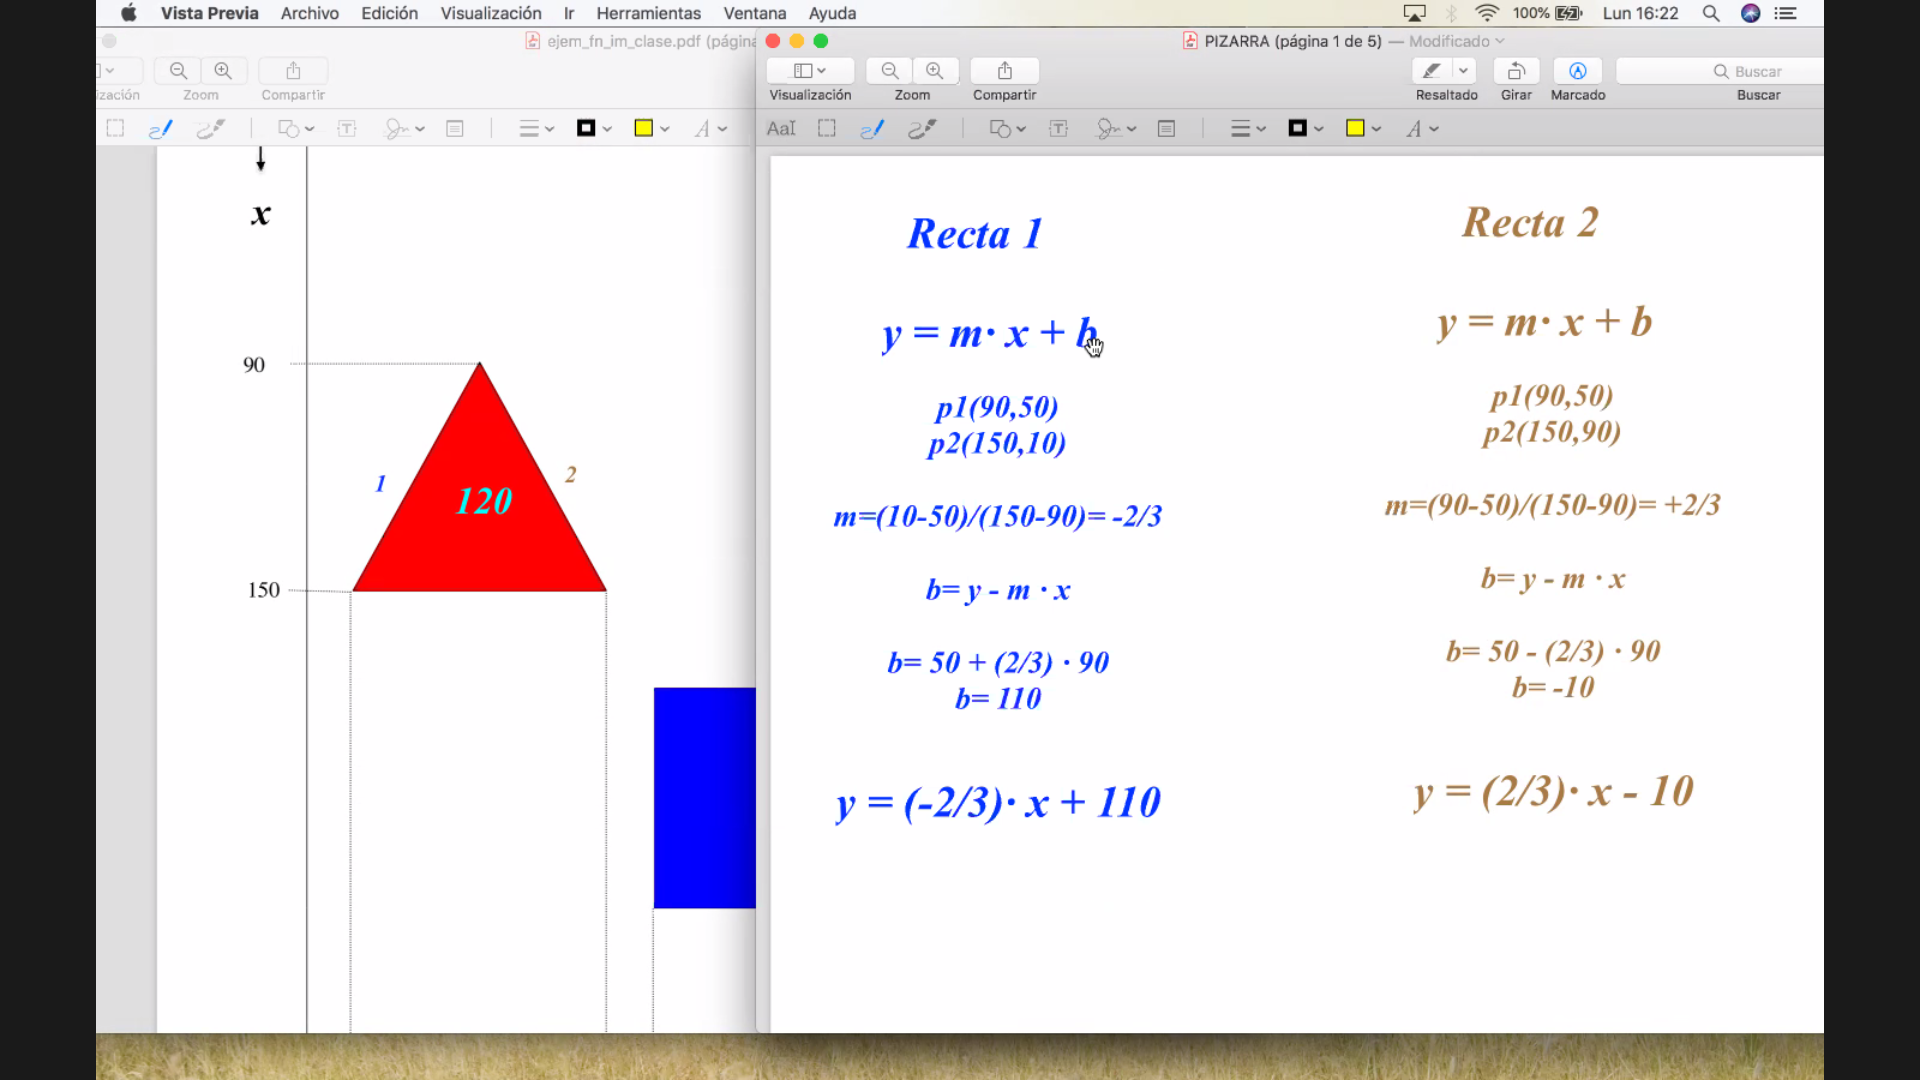 Vista Previa Archivo Edición Visualización Ir Herramientas Ventana Ayuda
100% Lun 16:22
ejem_fn_im_clase.pdf (página
Zoom
Compartir
x
90
1
2
120
150
PIZARRA (página 1 de 5) — Modificado
Buscar
Visualización Zoom Compartir Resaltado Girar Marcado Buscar
AaI
Recta 1
y = m· x + b
p1(90,50)
p2(150,10)
m=(10-50)/(150-90)= -2/3
b= y - m · x
b= 50 + (2/3) · 90
b= 110
y = (-2/3)· x + 110
Recta 2
y = m· x + b
p1(90,50)
p2(150,90)
m=(90-50)/(150-90)= +2/3
b= y - m · x
b= 50 - (2/3) · 90
b= -10
y = (2/3)· x - 10